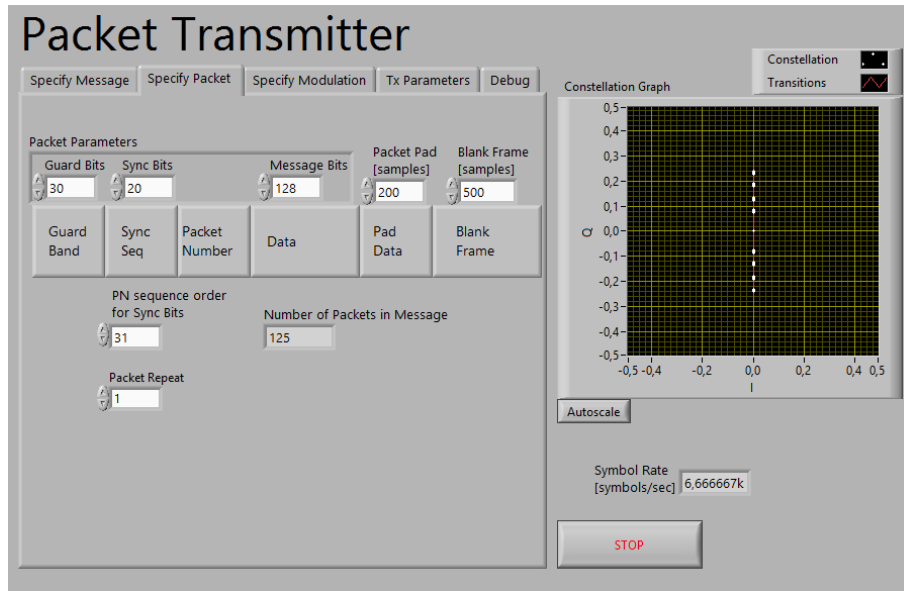 Packet Transmitter
Specify Message
Specify Packet
Specify Modulation
Tx Parameters
Debug
Packet Parameters
Guard Bits
30
Sync Bits
20
Message Bits
128
Packet Pad
[samples]
200
Blank Frame
[samples]
500
Guard
Band
Sync
Seq
Packet
Number
Data
Pad
Data
Blank
Frame
PN sequence order
for Sync Bits
31
Number of Packets in Message
125
Packet Repeat
1
Constellation
Transitions
Constellation Graph
0,5
0,4
0,3
0,2
0,1
0,0
-0,1
-0,2
-0,3
-0,4
-0,5
Q
-0,5 -0,4 -0,2 0,0 0,2 0,4 0,5
I
Autoscale
Symbol Rate
[symbols/sec]
6,666667k
STOP